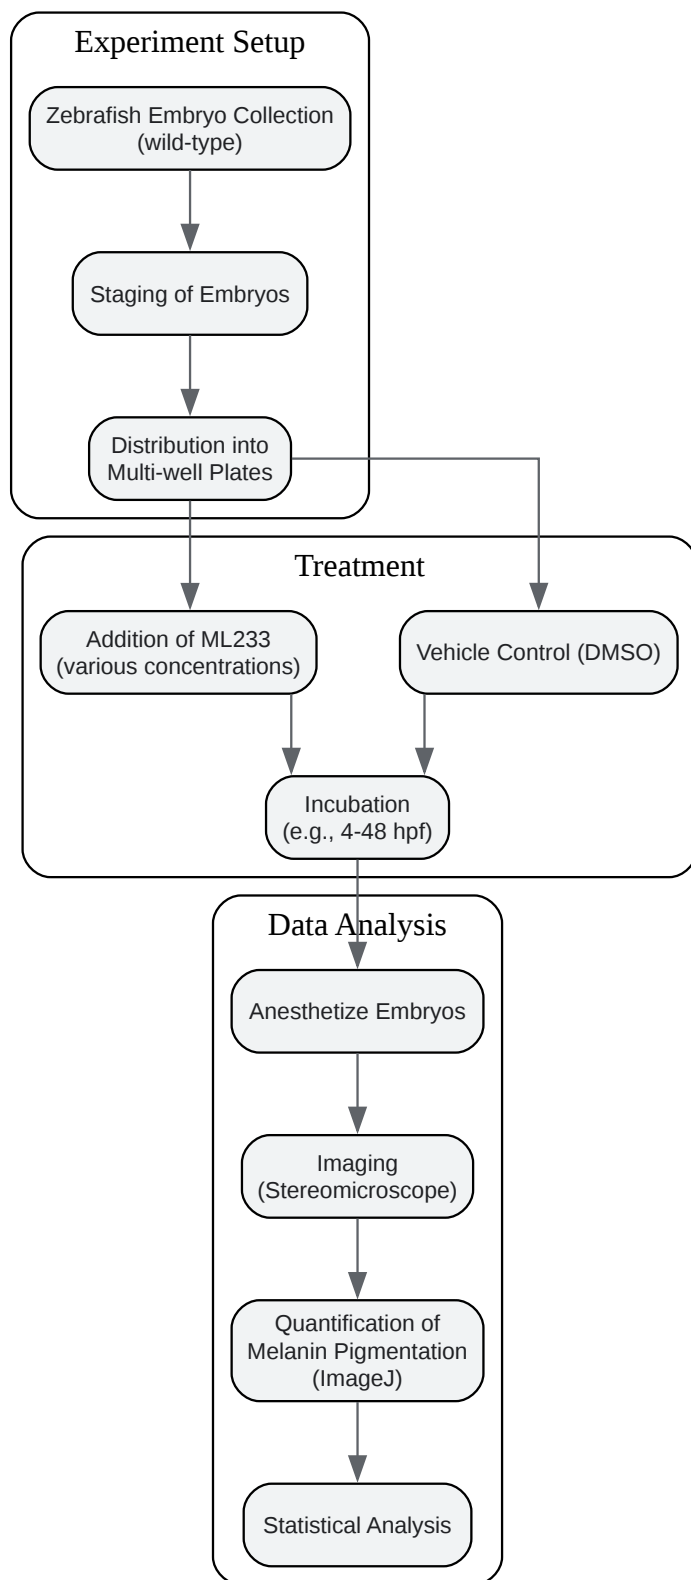 Experiment Setup
Zebrafish Embryo Collection
(wild-type)
Staging of Embryos
Distribution into
Multi-well Plates
Treatment
Addition of ML233
(various concentrations)
Vehicle Control (DMSO)
Incubation
(e.g., 4-48 hpf)
Data Analysis
Anesthetize Embryos
Imaging
(Stereomicroscope)
Quantification of
Melanin Pigmentation
(ImageJ)
Statistical Analysis